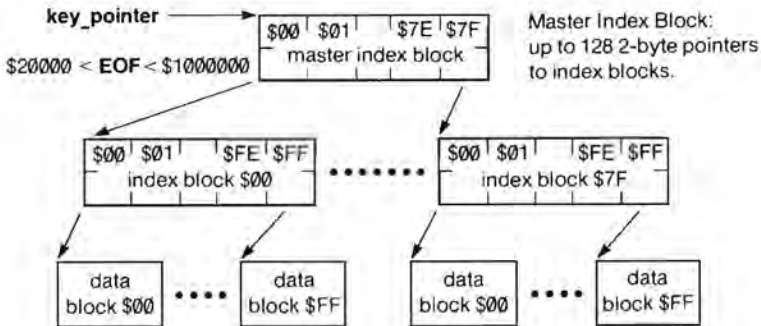 key_pointer
$20000 < EOF < $1000000
$00 $01 $7E $7F
master index block
Master Index Block:
up to 128 2-byte pointers
to index blocks.
$00 $01 $FE $FF
index block $00
$00 $01 $FE $FF
index block $7F
data
block $00
data
block $FF
data
block $00
data
block $FF